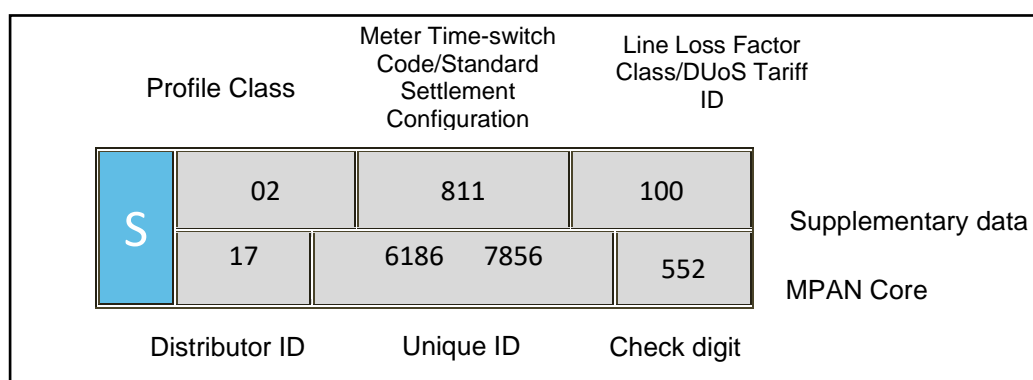 Profile Class
Meter Time-switch
Code/Standard
Settlement
Configuration
Line Loss Factor
Class/DUoS Tariff
ID
S
02
811
100
Supplementary data
17
6186 7856
552
MPAN Core
Distributor ID
Unique ID
Check digit